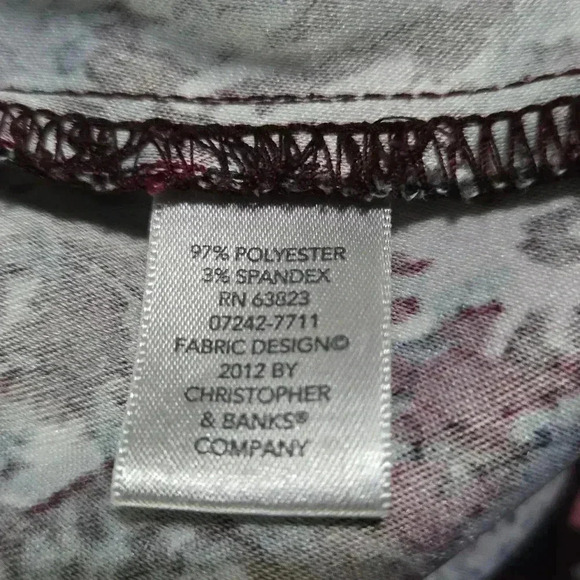 97% POLYESTER
3% SPANDEX
RN 63823
07242-7711
FABRIC DESIGN©
2012 BY
CHRISTOPHER
& BANKS®
COMPANY